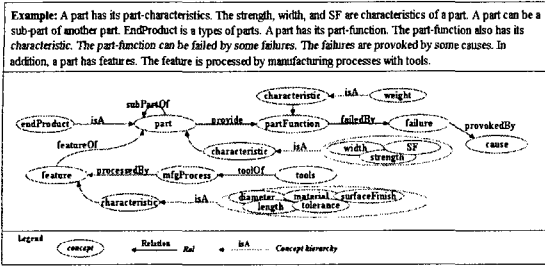 Example: A part has its part-characteristics. The strength, width, and SF are characteristics of a part. A part can be a
sub-part of another part. EndProduct is a types of parts. A part has its part-function. The part-function also has its
characteristic. The part-function can be failed by some failures. The failures are provoked by some causes. In
addition, a part has features. The feature is processed by manufacturing processes with tools.
characteristic isA weight
subPartOf
endProduct isA part provide partFunction failedBy failure
provokedBy
featureOf characteristic isA width SF cause
strength
feature processedBy mfgProcess toolOf tools
characteristic isA diameter material surfaceFinish
length tolerance
Legend
concept Relation Rel isA Concept hierarchy